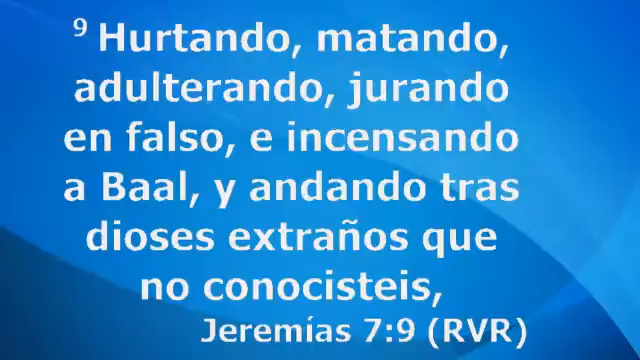 9 Hurtando, matando,
adulterando, jurando
en falso, e incensando
a Baal, y andando tras
dioses extraños que
no conocisteis,
Jeremías 7:9 (RVR)